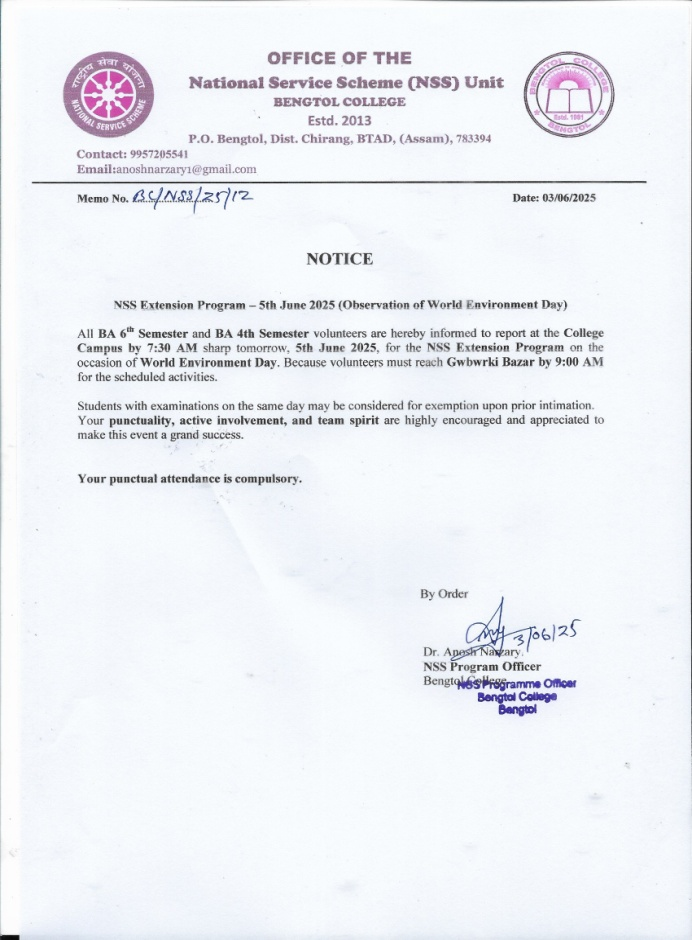 राष्ट्रीय सेवा योजना
NATIONAL SERVICE SCHEME
OFFICE OF THE
National Service Scheme (NSS) Unit
BENGTOL COLLEGE
Estd. 2013
P.O. Bengtol, Dist. Chirang, BTAD, (Assam), 783394
BENGTOL COLLEGE
Estd. 1991
BENGTOL
Contact: 9957205541
Email:anoshnarzary1@gmail.com
Memo No. BC/NSS/25/12 Date: 03/06/2025
NOTICE
NSS Extension Program – 5th June 2025 (Observation of World Environment Day)
All BA 6th Semester and BA 4th Semester volunteers are hereby informed to report at the College
Campus by 7:30 AM sharp tomorrow, 5th June 2025, for the NSS Extension Program on the
occasion of World Environment Day. Because volunteers must reach Gwbwrki Bazar by 9:00 AM
for the scheduled activities.
Students with examinations on the same day may be considered for exemption upon prior intimation.
Your punctuality, active involvement, and team spirit are highly encouraged and appreciated to
make this event a grand success.
Your punctual attendance is compulsory.
By Order
3/06/25
Dr. Anosh Narzary.
NSS Program Officer
Bengtol College
NSS Programme Officer
Bengtol College
Bengtol